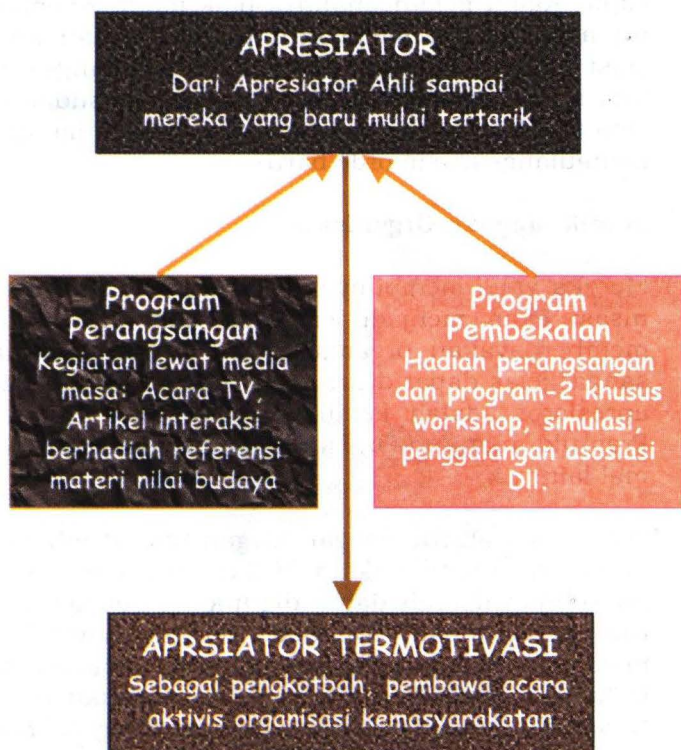 APRESIATOR
Dari Apresiator Ahli sampai
mereka yang baru mulai tertarik
Program
Perangsangan
Kegiatan lewat media
masa: Acara TV,
Artikel interaksi
berhadiah referensi
materi nilai budaya
Program
Pembekalan
Hadiah perangsangan
dan program-2 khusus
workshop, simulasi,
penggalangan asosiasi
Dll.
APRSIATOR TERMOTIVASI
Sebagai pengkotbah, pembawa acara
aktivis organisasi kemasyarakatan